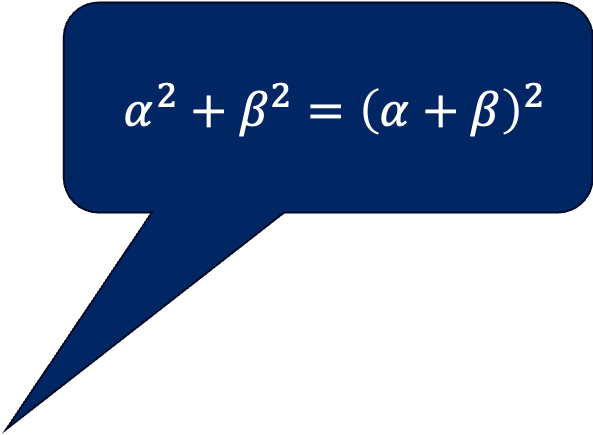 α² + β² = (α + β)²